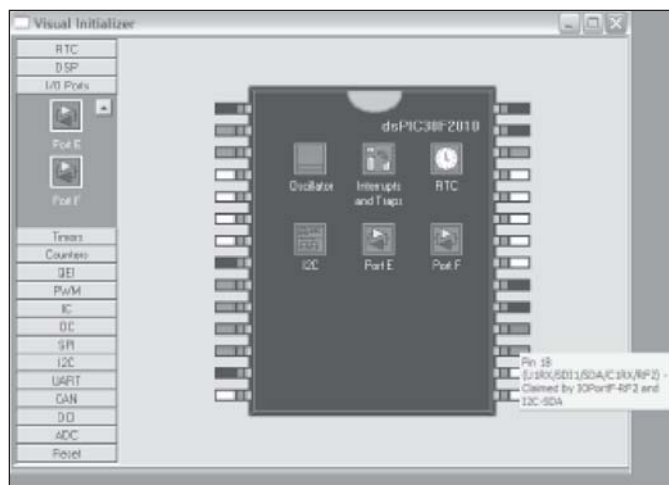 Visual Initializer
RTC
DSP
I/O Ports
Port E
Port F
Timers
Counters
QEI
PWM
IC
OC
SPI
I2C
UART
CAN
DCI
ADC
Reset
dsPIC30F2010
Oscillator
Interrupts and Traps
RTC
I2C
Port E
Port F
Pin 18
(U1RX/SDI1/SDA/C1RX/RF2) -
Claimed by IOPortF-RF2 and
I2C-SDA